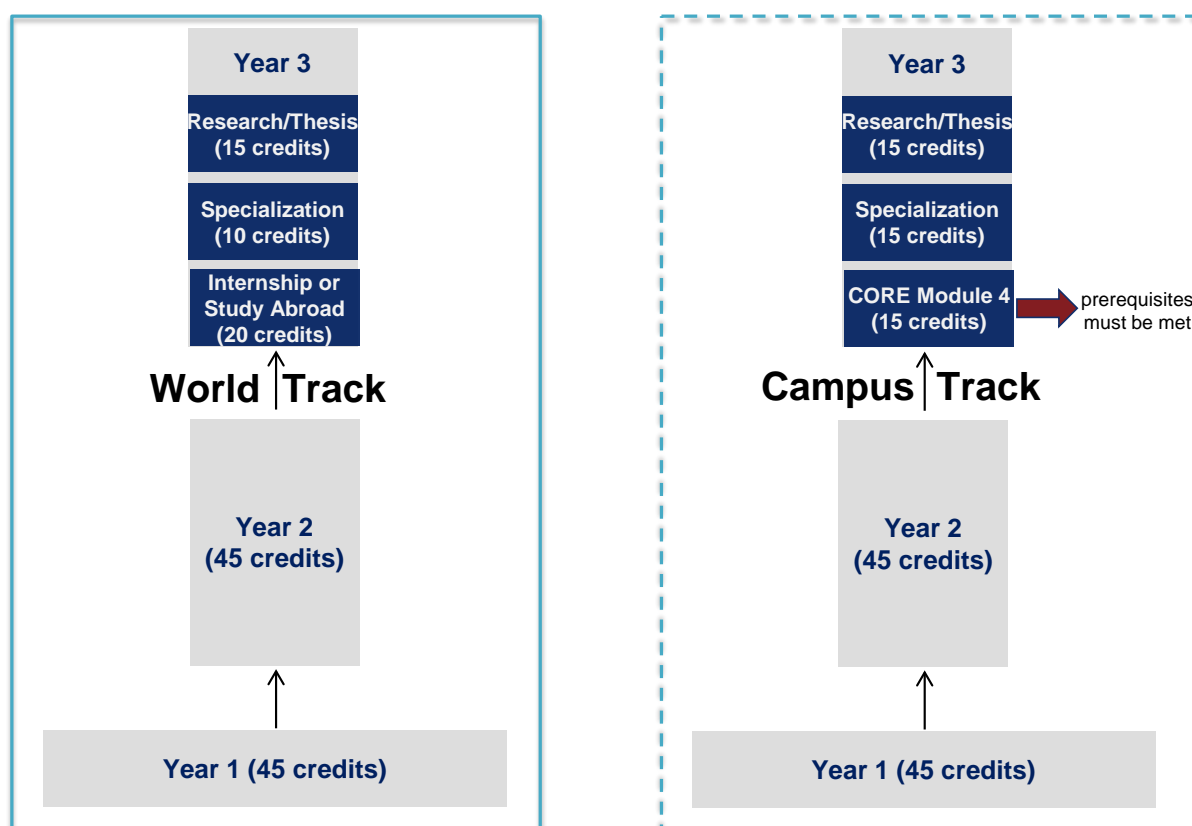 Year 3
Research/Thesis
(15 credits)
Specialization
(10 credits)
Internship or
Study Abroad
(20 credits)
World Track
Year 2
(45 credits)
Year 1 (45 credits)
Year 3
Research/Thesis
(15 credits)
Specialization
(15 credits)
CORE Module 4
(15 credits)
prerequisites
must be met
Campus Track
Year 2
(45 credits)
Year 1 (45 credits)